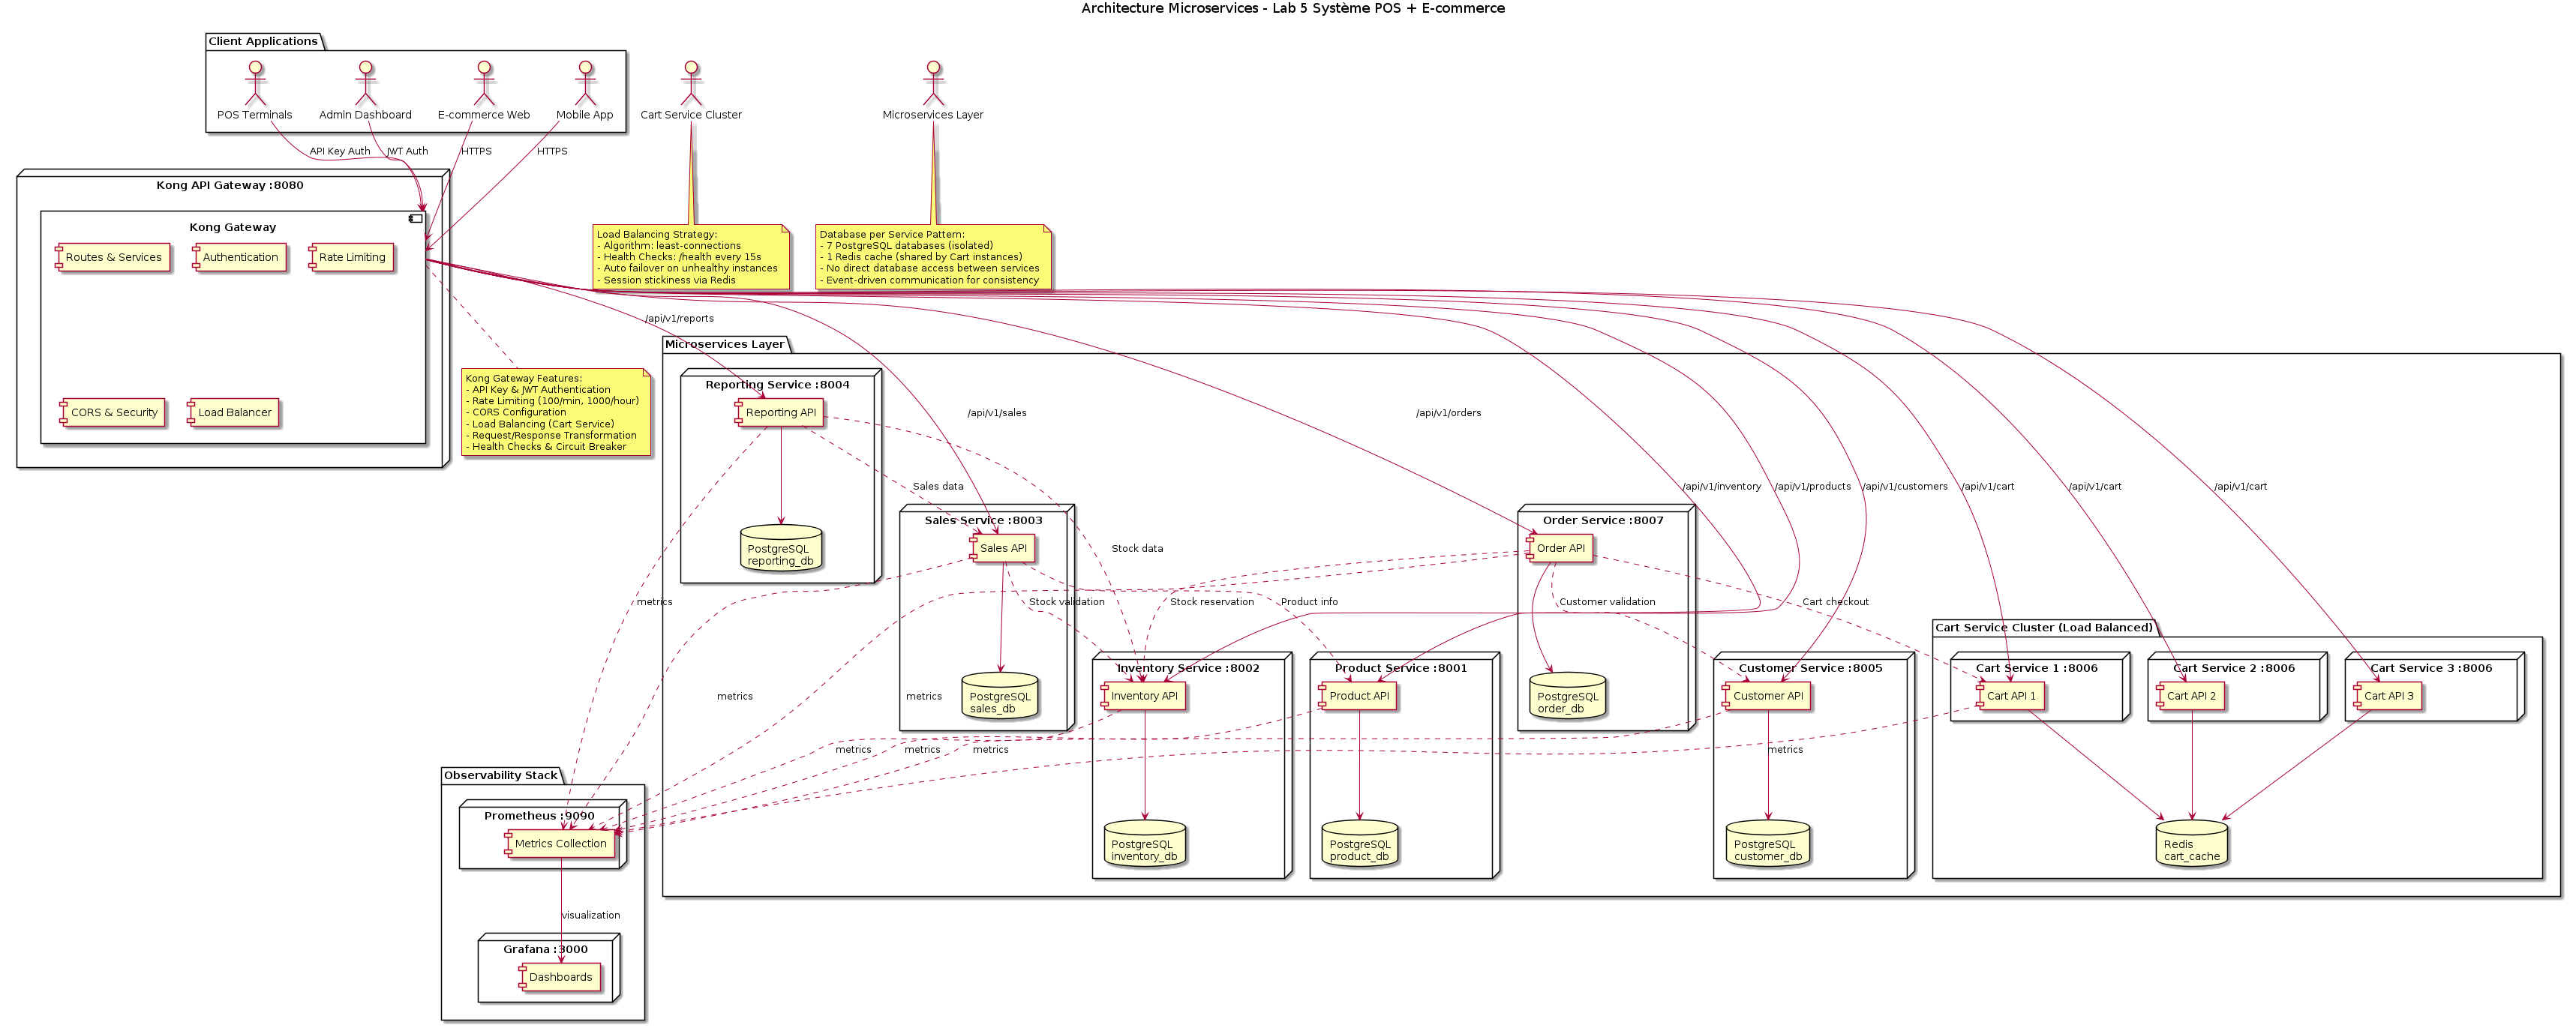 Architecture Microservices - Lab 5 Système POS + E-commerce
Client Applications
POS Terminals
Admin Dashboard
E-commerce Web
Mobile App
Cart Service Cluster
Microservices Layer
API Key Auth
JWT Auth
HTTPS
HTTPS
Kong API Gateway :8080
Kong Gateway
Routes & Services
Authentication
Rate Limiting
CORS & Security
Load Balancer
Load Balancing Strategy:
- Algorithm: least-connections
- Health Checks: /health every 15s
- Auto failover on unhealthy instances
- Session stickiness via Redis
Database per Service Pattern:
- 7 PostgreSQL databases (isolated)
- 1 Redis cache (shared by Cart instances)
- No direct database access between services
- Event-driven communication for consistency
Kong Gateway Features:
- API Key & JWT Authentication
- Rate Limiting (100/min, 1000/hour)
- CORS Configuration
- Load Balancing (Cart Service)
- Request/Response Transformation
- Health Checks & Circuit Breaker
/api/v1/reports
/api/v1/sales
/api/v1/orders
/api/v1/inventory
/api/v1/products
/api/v1/customers
/api/v1/cart
/api/v1/cart
/api/v1/cart
Microservices Layer
Reporting Service :8004
Reporting API
PostgreSQL
reporting_db
Sales data
Stock data
Sales Service :8003
Sales API
PostgreSQL
sales_db
Order Service :8007
Order API
PostgreSQL
order_db
metrics
Stock validation
Stock reservation
Product info
Customer validation
Cart checkout
metrics
metrics
Inventory Service :8002
Inventory API
PostgreSQL
inventory_db
Product Service :8001
Product API
PostgreSQL
product_db
Customer Service :8005
Customer API
PostgreSQL
customer_db
Cart Service Cluster (Load Balanced)
Cart Service 1 :8006
Cart API 1
Cart Service 2 :8006
Cart API 2
Cart Service 3 :8006
Cart API 3
Redis
cart_cache
metrics
metrics
metrics
metrics
Observability Stack
Prometheus :9090
Metrics Collection
visualization
Grafana :3000
Dashboards